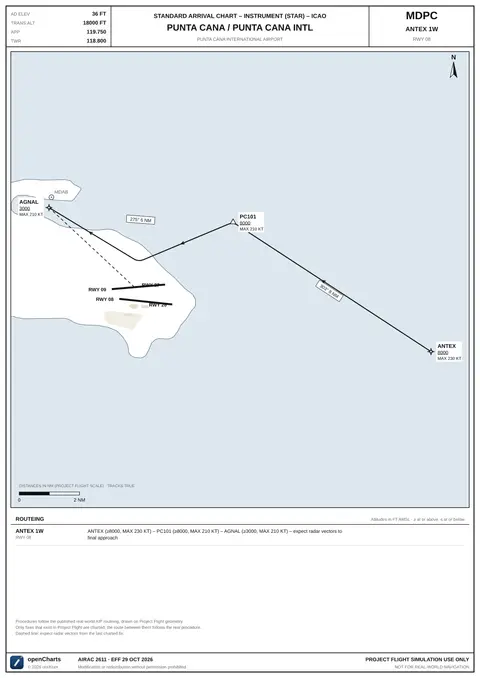 AD ELEV 36 FT
TRANS ALT 18000 FT
APP 119.750
TWR 118.800
STANDARD ARRIVAL CHART – INSTRUMENT (STAR) – ICAO
PUNTA CANA / PUNTA CANA INTL
PUNTA CANA INTERNATIONAL AIRPORT
MDPC
ANTEX 1W
RWY 08
N
MDAB
AGNAL
3000
MAX 210 KT
275° 6 NM
PC101
8000
MAX 210 KT
RWY 09
RWY 08
RWY 26
ANTEX
8000
MAX 230 KT
DISTANCES IN NM (PROJECT FLIGHT SCALE) · TRACKS TRUE
0 2 NM
ROUTEING
Altitudes in FT AMSL · ≥ at or above, ≤ at or below
ANTEX 1W
RWY 08
ANTEX (≥8000, MAX 230 KT) – PC101 (≥8000, MAX 210 KT) – AGNAL (≥3000, MAX 210 KT) – expect radar vectors to
final approach
Procedures follow the published real-world AIP routeing, drawn on Project Flight geometry.
Only fixes that exist in Project Flight are charted; the route between them follows the real procedure.
Dashed line: expect radar vectors from the last charted fix.
openCharts
AIRAC 2611 · EFF 29 OCT 2026
Modification or redistribution without permission prohibited
PROJECT FLIGHT SIMULATION USE ONLY
NOT FOR REAL WORLD NAVIGATION